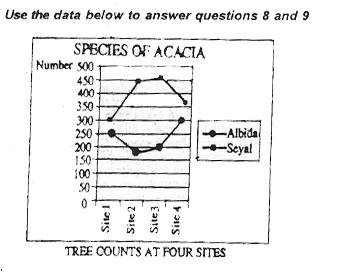 Use the data below to answer questions 8 and 9
SPECIES OF ACACIA
Number 500
450
400
350
300
250
200
150
100
50
0
Site 1
Site 2
Site 3
Site 4
Albida
Seyal
TREE COUNTS AT FOUR SITES